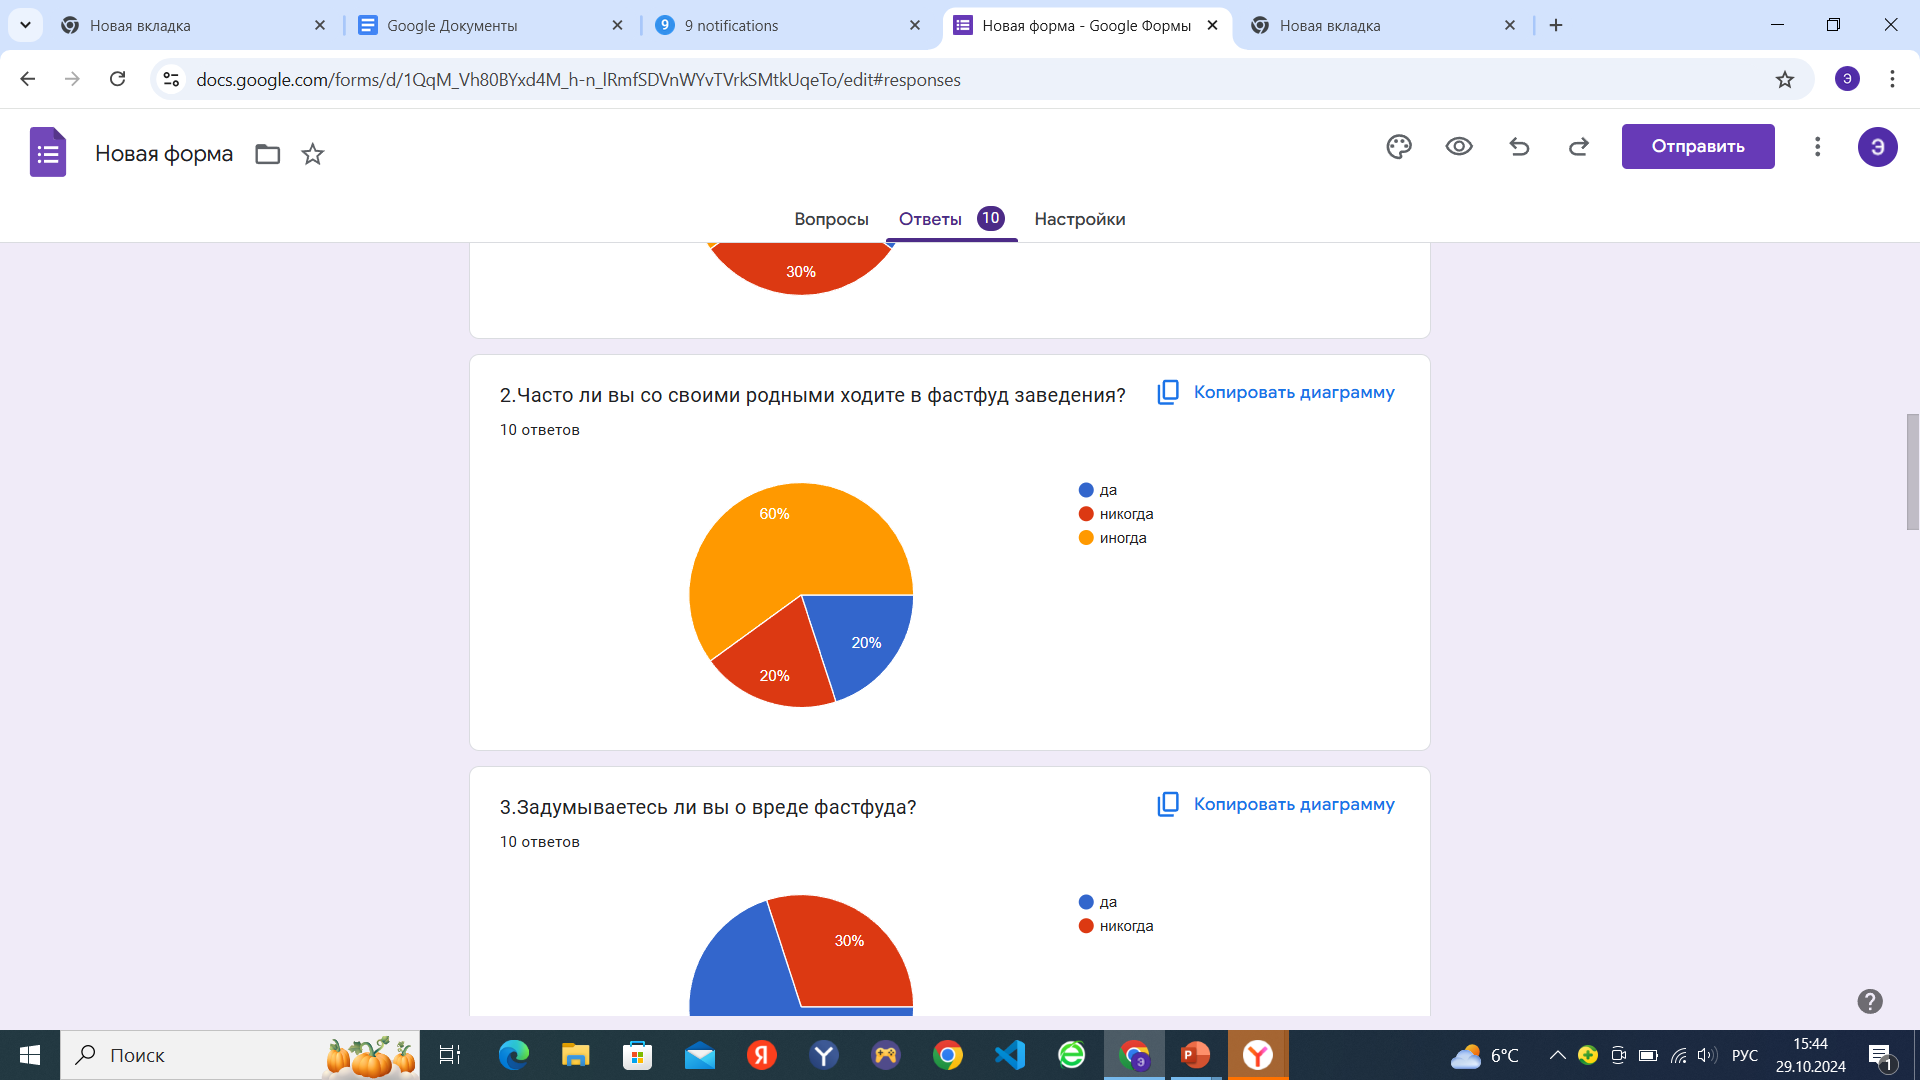 Новая вкладка
Google Документы
9 9 notifications
Новая форма - Google Формы
Новая вкладка
docs.google.com/forms/d/1QqM_Vh80BYxd4M_h-n_lRmfSDVnWYvTVrkSMtkUqeTo/edit#responses
Э
Новая форма
Отправить
Э
Вопросы
Ответы 10
Настройки
30%
2.Часто ли вы со своими родными ходите в фастфуд заведения?
Копировать диаграмму
10 ответов
60%
20%
20%
да
никогда
иногда
3.Задумываетесь ли вы о вреде фастфуда?
Копировать диаграмму
10 ответов
30%
да
никогда
?
Поиск
Я
Y
Э
P
Y
6°C
РУС
15:44
29.10.2024
1